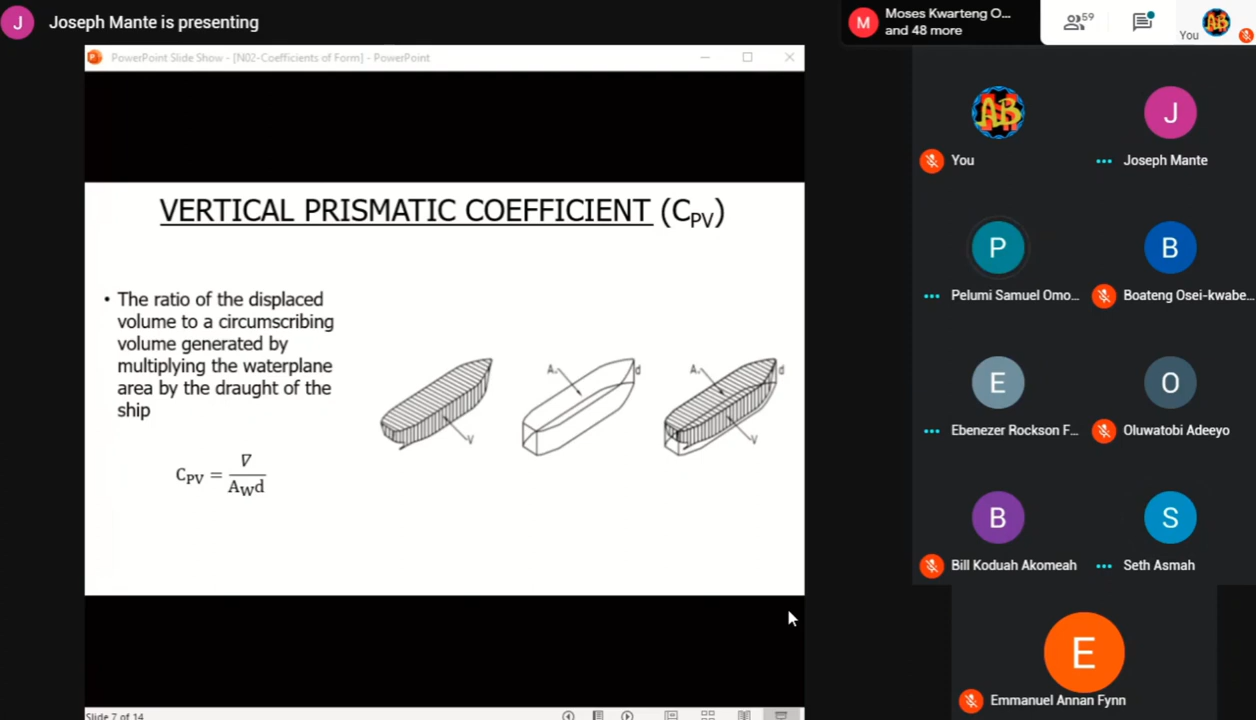 J
Joseph Mante is presenting
M
Moses Kwarteng O...
and 48 more
59
You
PowerPoint Slide Show - [N02-Coefficients of Form] - PowerPoint
VERTICAL PRISMATIC COEFFICIENT (CPV)
• The ratio of the displaced
volume to a circumscribing
volume generated by
multiplying the waterplane
area by the draught of the
ship
CPV = ∇ / AWd
V
A
d
A
d
V
Slide 7 of 14
AB
You
J
Joseph Mante
P
Pelumi Samuel Omo...
B
Boateng Osei-kwabe...
E
Ebenezer Rockson F...
O
Oluwatobi Adeeyo
B
Bill Koduah Akomeah
S
Seth Asmah
E
Emmanuel Annan Fynn